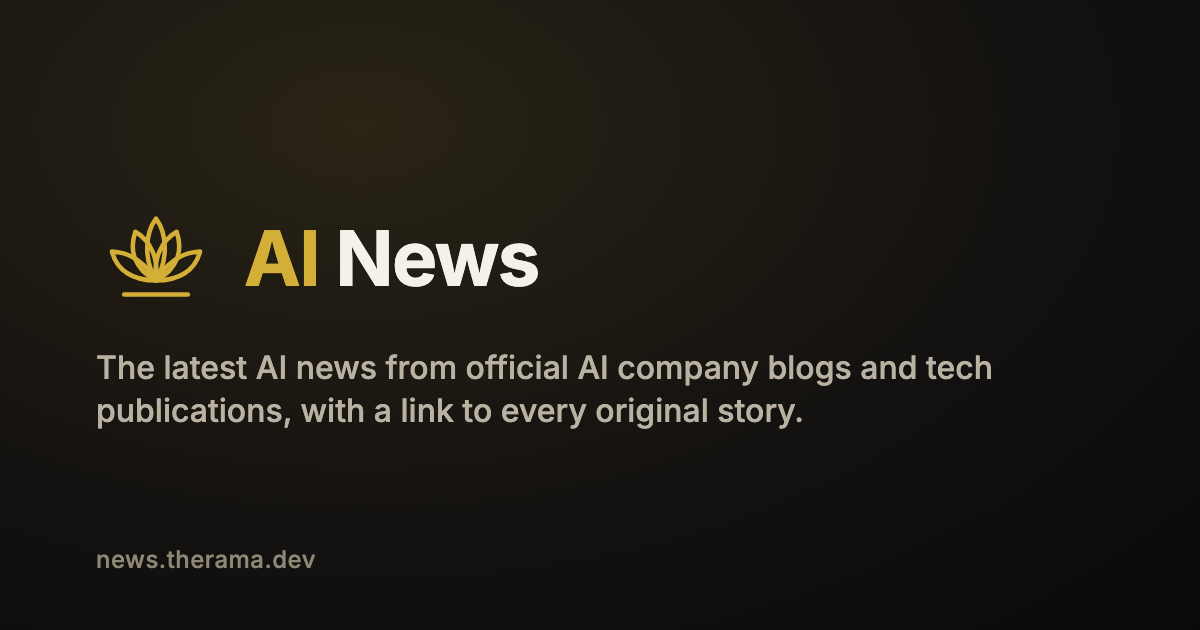 AI News
The latest AI news from official AI company blogs and tech
publications, with a link to every original story.
news.therama.dev